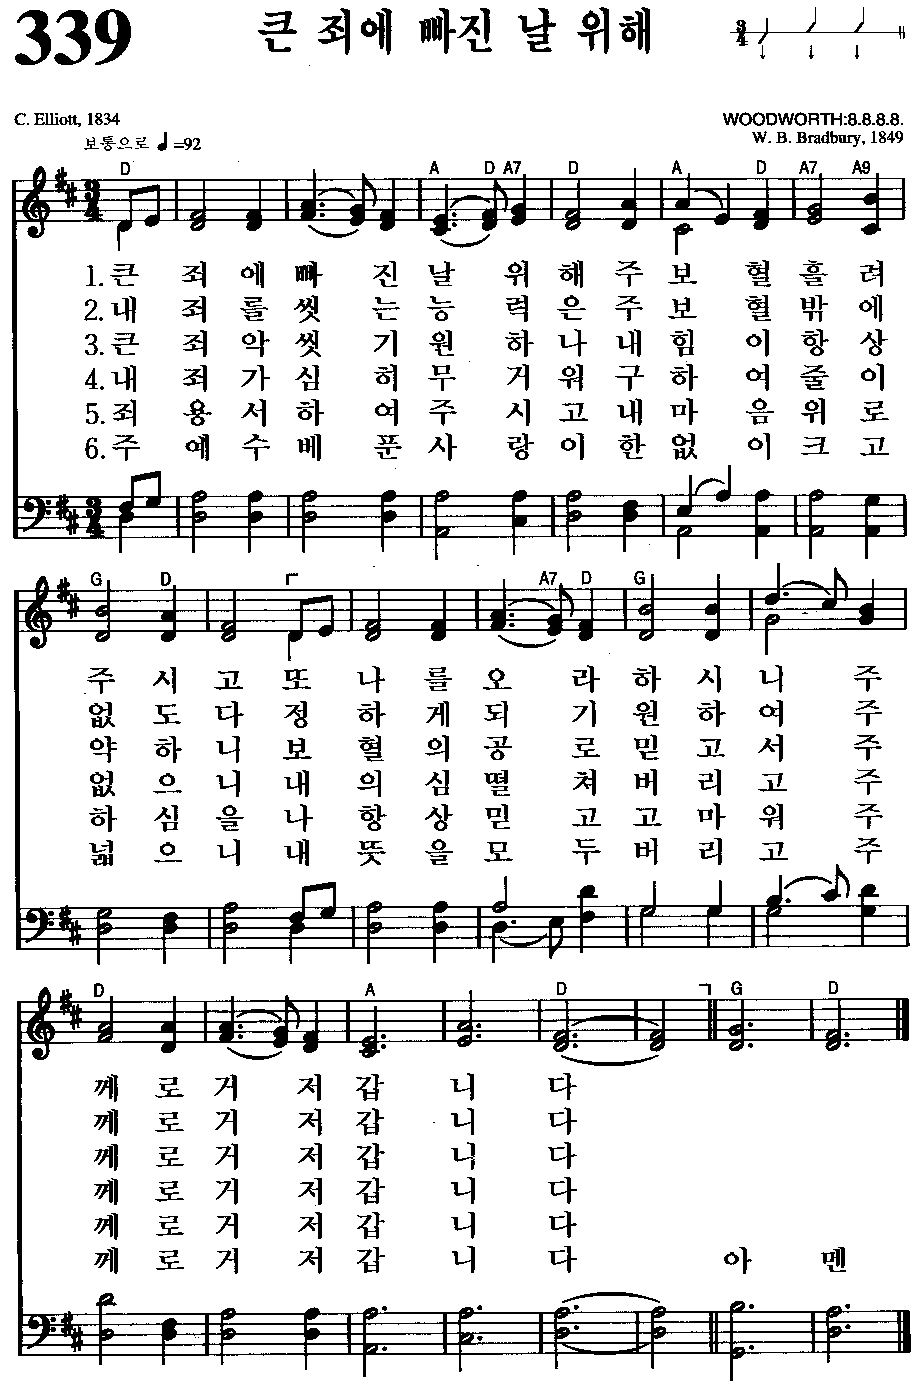 339
큰 죄에 빠진 날 위해
3/4
C. Elliott, 1834
보통으로 ♩=92
WOODWORTH:8.8.8.8.
W. B. Bradbury, 1849
D A D A7 D A D A7 A9
1.큰 죄 에 빠 진 날 위 해 주 보 혈 흘 려
2.내 죄 를 씻 는 능 력 은 주 보 혈 밖 에
3.큰 죄 악 씻 기 원 하 나 내 힘 이 항 상
4.내 죄 가 심 히 무 거 워 구 하 여 줄 이
5.죄 용 서 하 여 주 시 고 내 마 음 위 로
6.주 예 수 베 푼 사 랑 이 한 없 이 크 고
G D A7 D G
주 시 고 또 나 를 오 라 하 시 니 주
없 도 다 정 하 게 되 기 원 하 여 주
약 하 니 보 혈 의 공 로 믿 고 서 주
없 으 니 내 의 심 떨 쳐 버 리 고 주
하 심 을 나 항 상 믿 고 고 마 워 주
넓 으 니 내 뜻 을 모 두 버 리 고 주
D A D G D
께 로 거 저 갑 니 다
께 로 거 저 갑 니 다
께 로 거 저 갑 니 다
께 로 거 저 갑 니 다
께 로 거 저 갑 니 다
께 로 거 저 갑 니 다 아 멘